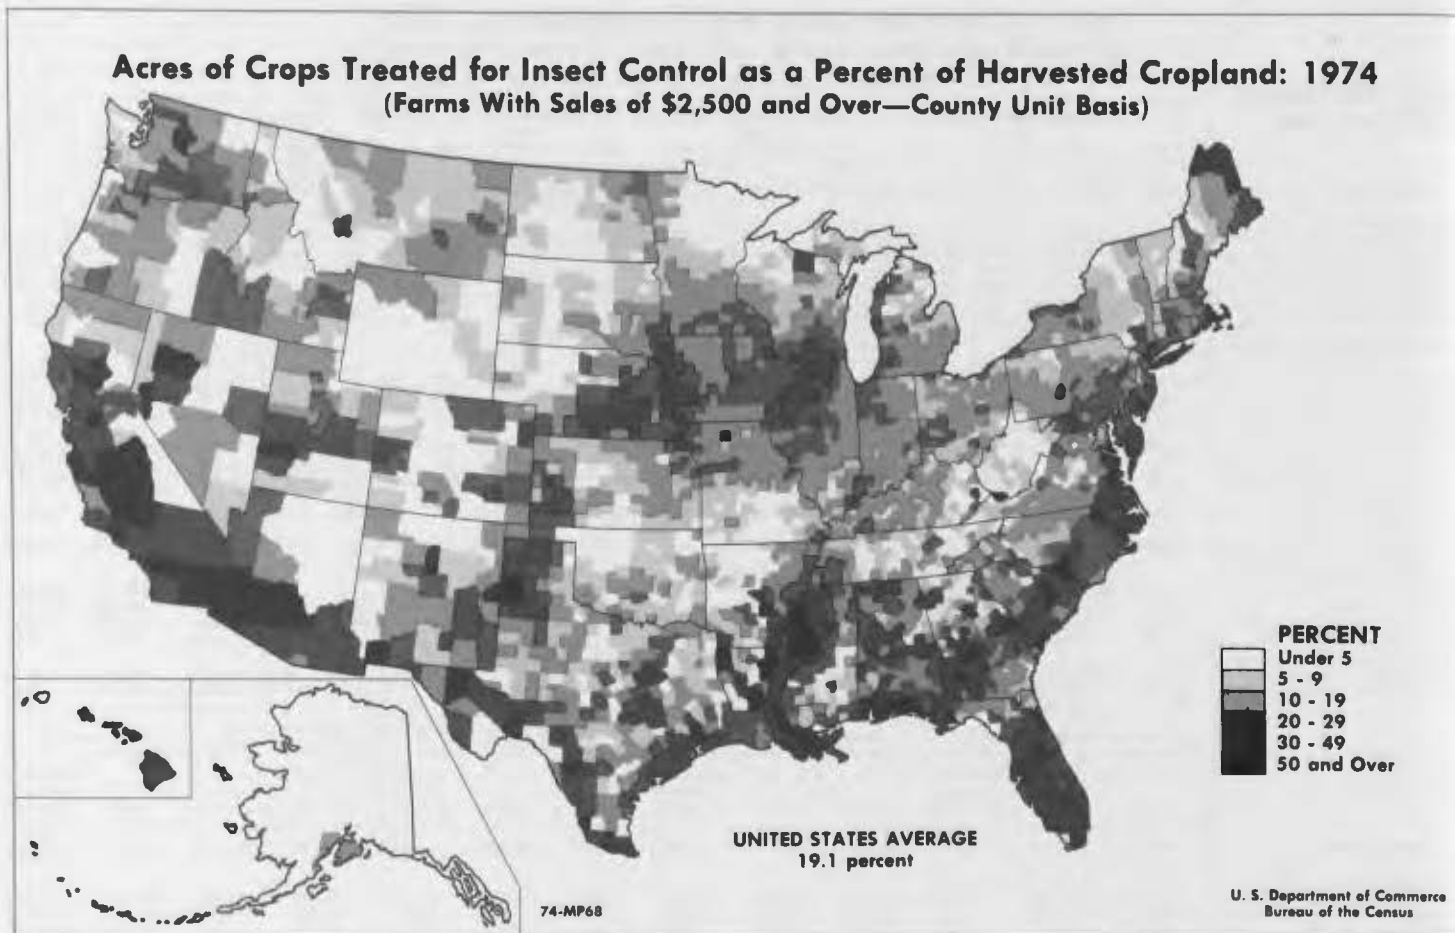 Acres of Crops Treated for Insect Control as a Percent of Harvested Cropland: 1974
(Farms With Sales of $2,500 and Over—County Unit Basis)
PERCENT
Under 5
5 - 9
10 - 19
20 - 29
30 - 49
50 and Over
UNITED STATES AVERAGE
19.1 percent
74-MP68
U. S. Department of Commerce
Bureau of the Census